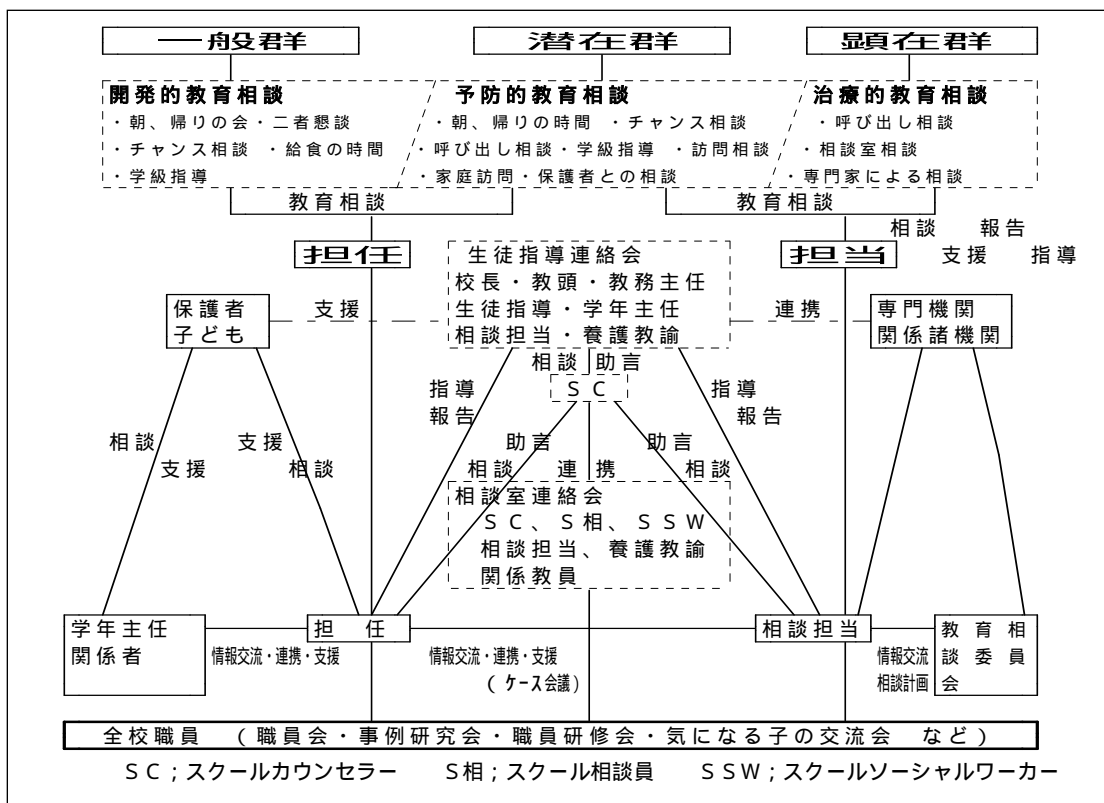 一般群 潜在群 顕在群
開発的教育相談 予防的教育相談 治療的教育相談
・朝、帰りの会・二者懇談 ・朝、帰りの時間 ・チャンス相談 ・呼び出し相談
・チャンス相談 ・給食の時間 ・呼び出し相談・学級指導 ・訪問相談 ・相談室相談
・学級指導 ・家庭訪問・保護者との相談 ・専門家による相談
教育相談 教育相談
相談 報告
担任 生徒指導連絡会 担当 支援 指導
校長・教頭・教務主任
保護者 支援 生徒指導・学年主任 連携 専門機関
子ども 相談担当・養護教諭 関係諸機関
相談 助言
指導 SC 指導
報告 報告
相談 支援 助言 助言
支援 相談 相談 連携 相談
相談室連絡会
SC、S相、SSW
相談担当、養護教諭
関係教員
学年主任 担 任 相談担当 教育相
関係者 情報交流・連携・支援 情報交流・連携・支援 情報交流 談委員
(ケース会議) 相談計画 会
全校職員 (職員会・事例研究会・職員研修会・気になる子の交流会 など)
SC;スクールカウンセラー S相;スクール相談員 SSW;スクールソーシャルワーカー